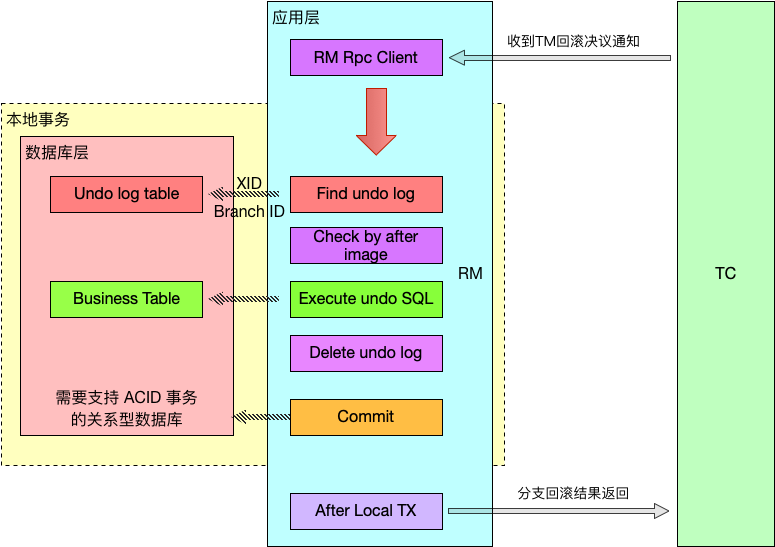 应用层
RM Rpc Client
收到TM回滚决议通知
本地事务
数据库层
Undo log table
XID
Branch ID
Find undo log
Check by after
image
RM
TC
Business Table
Execute undo SQL
Delete undo log
需要支持 ACID 事务
的关系型数据库
Commit
After Local TX
分支回滚结果返回